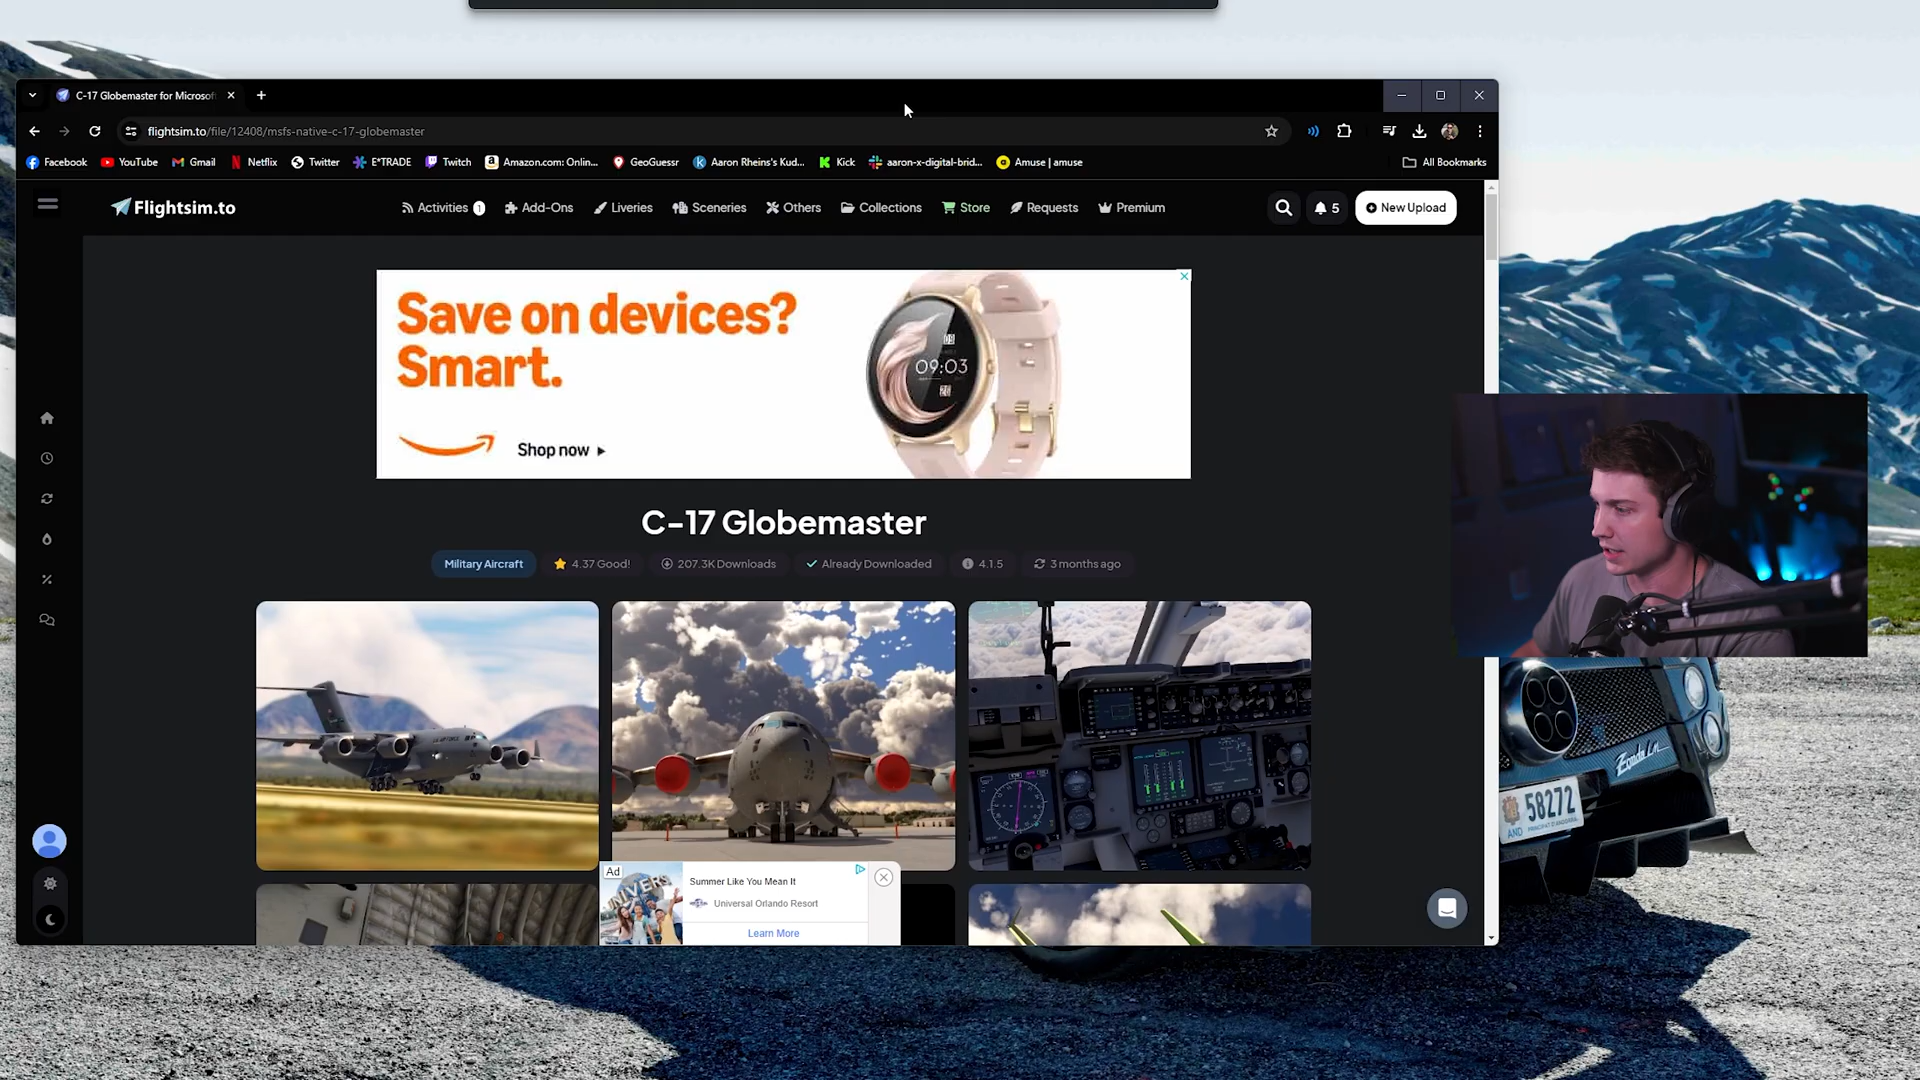 C-17 Globemaster for Microsof
flightsim.to/file/12408/msfs-native-c-17-globemaster
Facebook YouTube Gmail Netflix Twitter E*TRADE Twitch Amazon.com: Onlin... GeoGuessr Aaron Rheins's Kud... Kick aaron-x-digital-brid... Amuse | amuse All Bookmarks
Flightsim.to Activities 1 Add-Ons Liveries Sceneries Others Collections Store Requests Premium 5 New Upload
Save on devices?
Smart.
09:03
Shop now
C-17 Globemaster
Military Aircraft 4.37 Good! 207.3K Downloads Already Downloaded 4.1.5 3 months ago
Ad
Summer Like You Mean It
Universal Orlando Resort
Learn More
Zonda
58272
AND